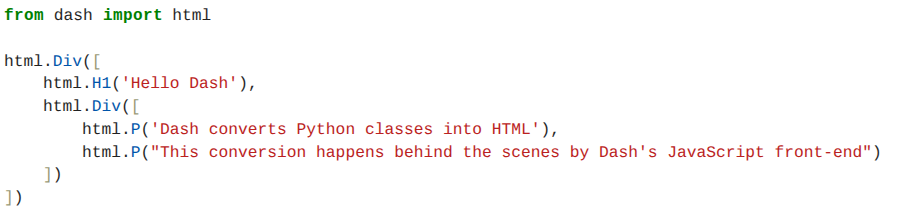 from dash import html

html.Div([
    html.H1('Hello Dash'),
    html.Div([
        html.P('Dash converts Python classes into HTML'),
        html.P("This conversion happens behind the scenes by Dash's JavaScript front-end")
    ])
])